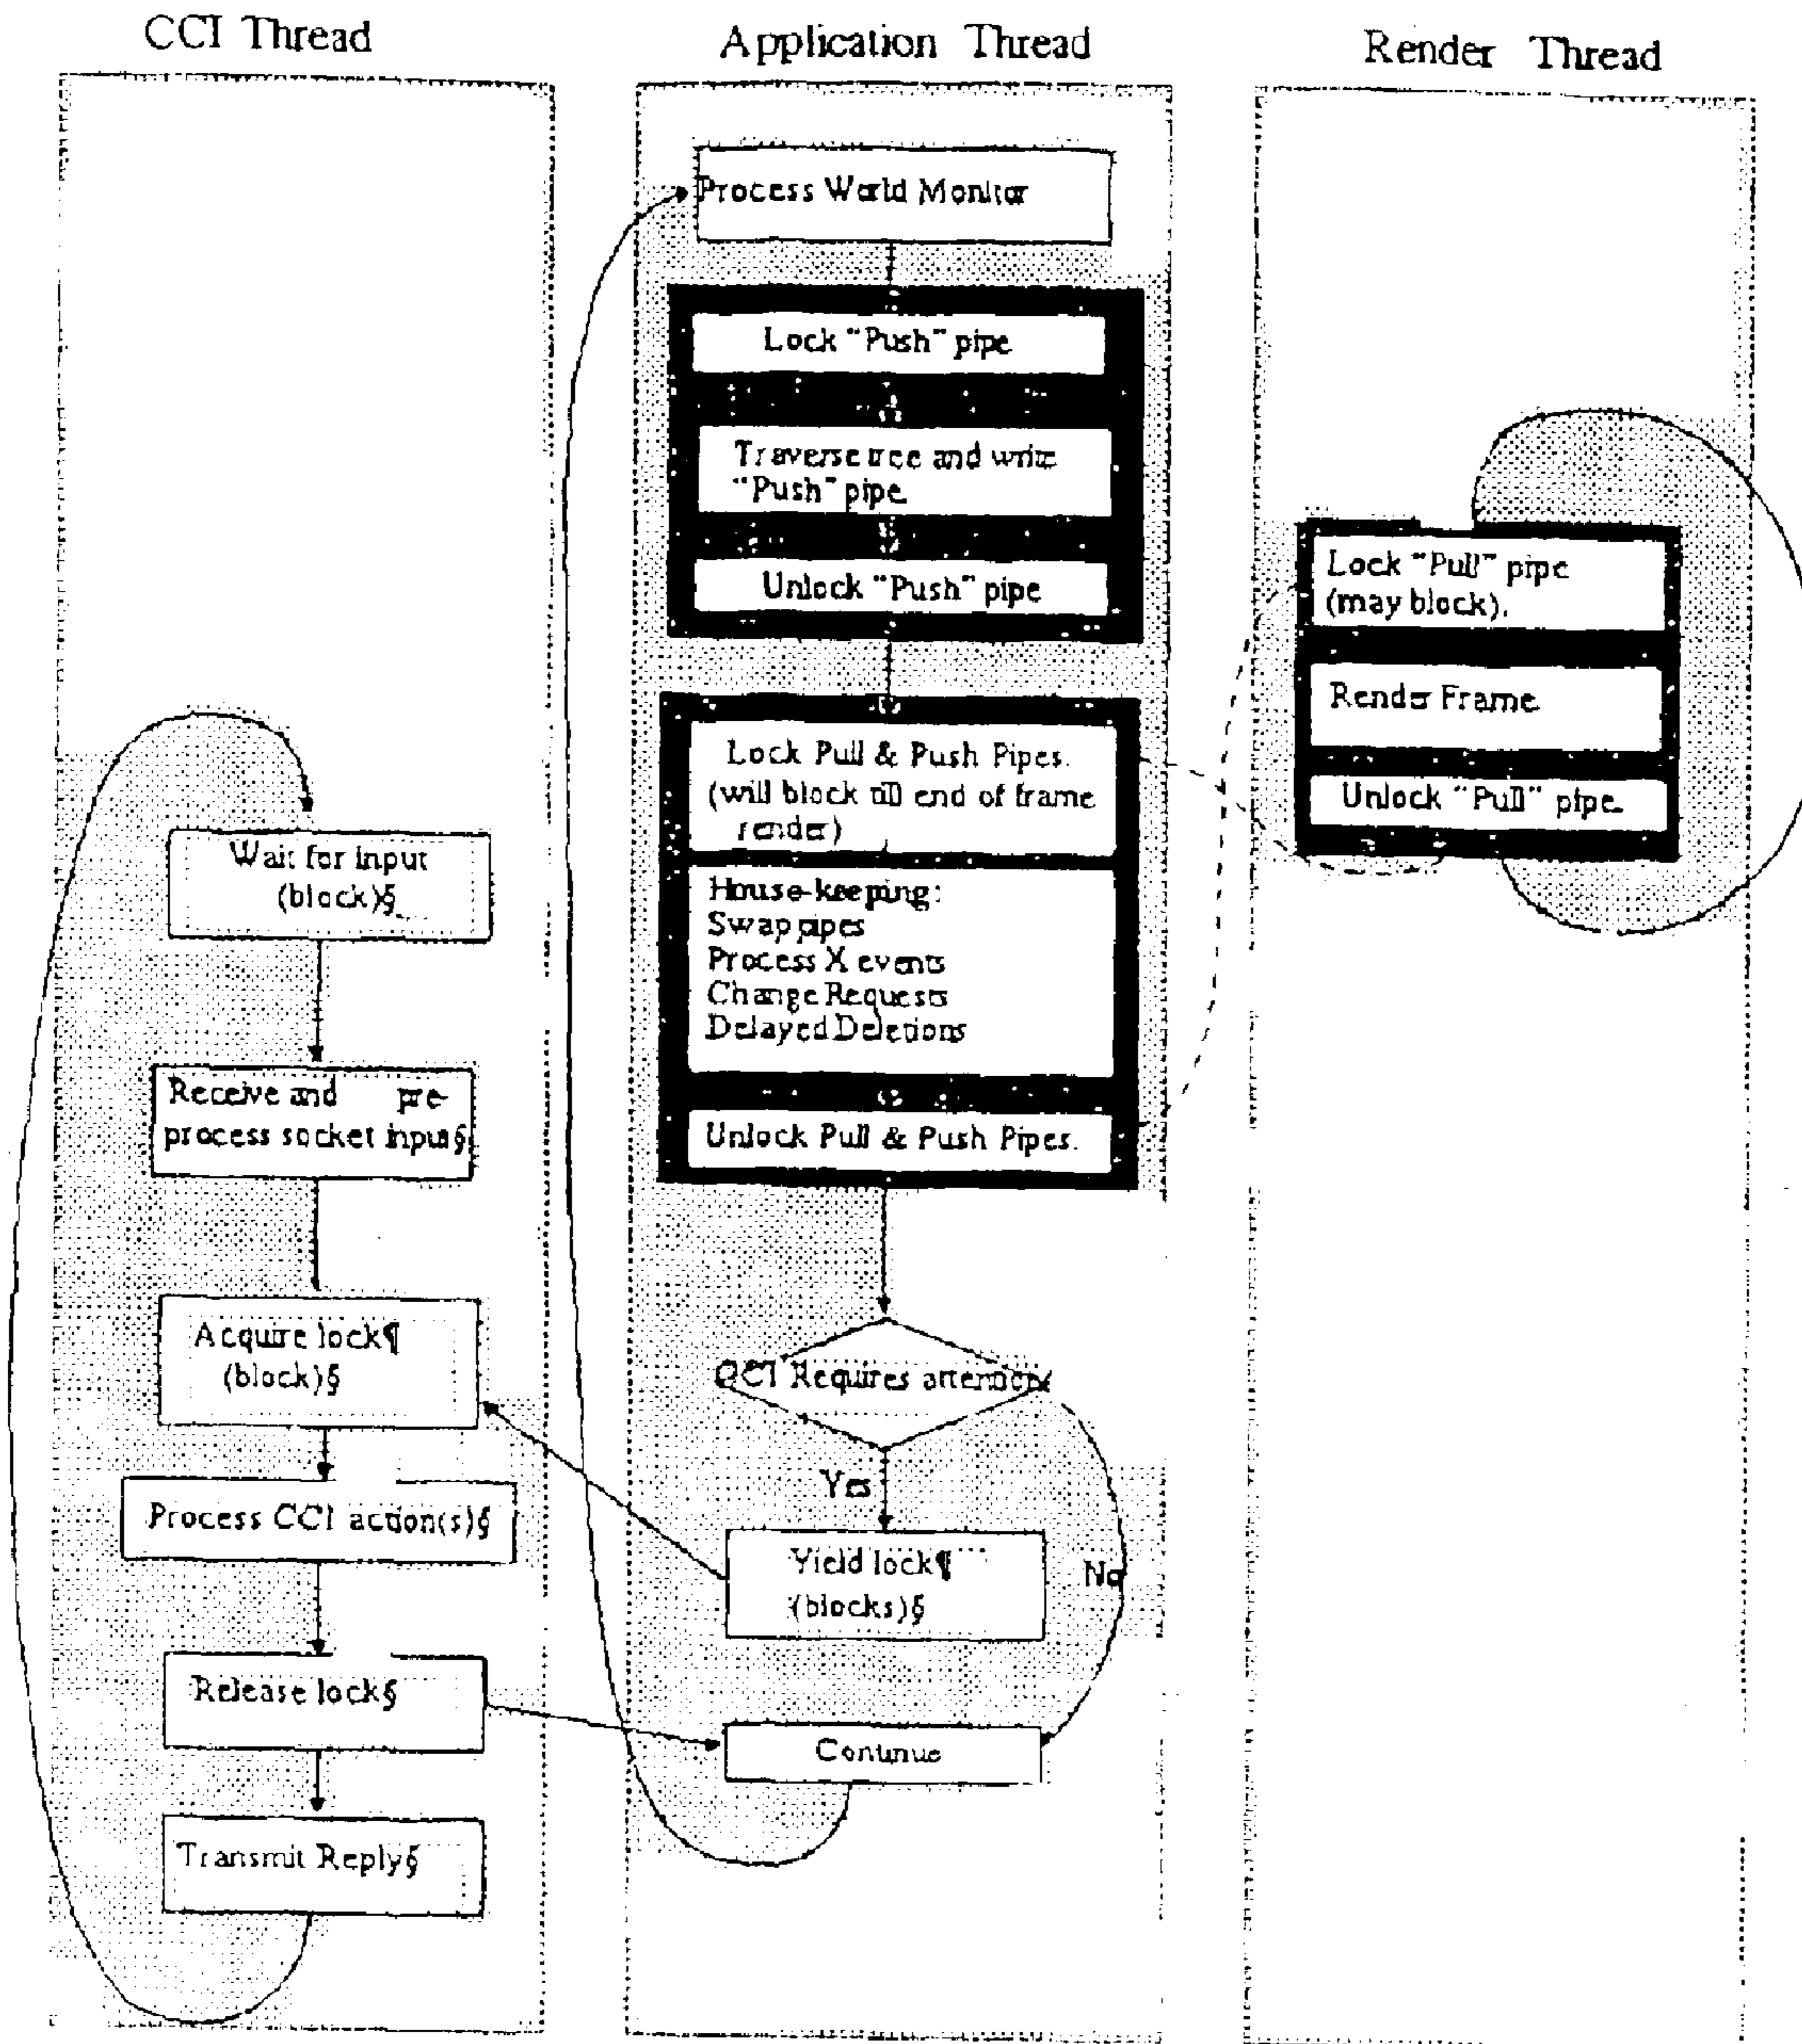 CCI Thread
Application Thread
Render Thread
Process World Monitor
Lock "Push" pipe
Traverse tree and write
"Push" pipe.
Unlock "Push" pipe
Lock Pull & Push Pipes.
(will block till end of frame
render)
House-keeping:
Swap pipes
Process X events
Change Requests
Delayed Deletions
Unlock Pull & Push Pipes.
CCI Requires attention
Yes
No
Yield lock¶
(blocks)§
Continue
Lock "Pull" pipe
(may block).
Render Frame.
Unlock "Pull" pipe.
Wait for input
(block)§
Receive and pre-
process socket input§
Acquire lock¶
(block)§
Process CCI action(s)§
Release lock§
Transmit Reply§